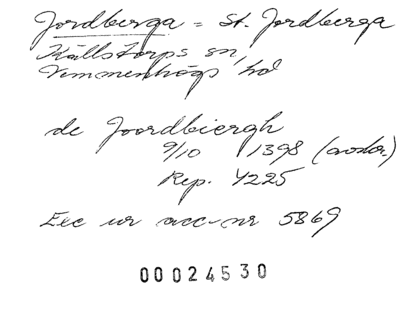 Jordberga = St. Jordberga
Källstorps sn,
Vemmenhögs hd
de Joordbiergh
9/10 1398 (avskr.)
Rep. 4225
Exc ur acc-nr 5869
00024530